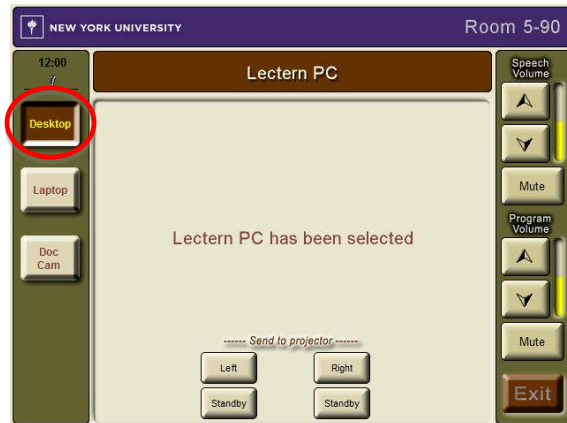 NEW YORK UNIVERSITY
Room 5-90
12:00
7
Desktop
Laptop
Doc
Cam
Lectern PC
Lectern PC has been selected
------ Send to projector ------
Left
Right
Standby
Standby
Speech
Volume
Mute
Program
Volume
Mute
Exit